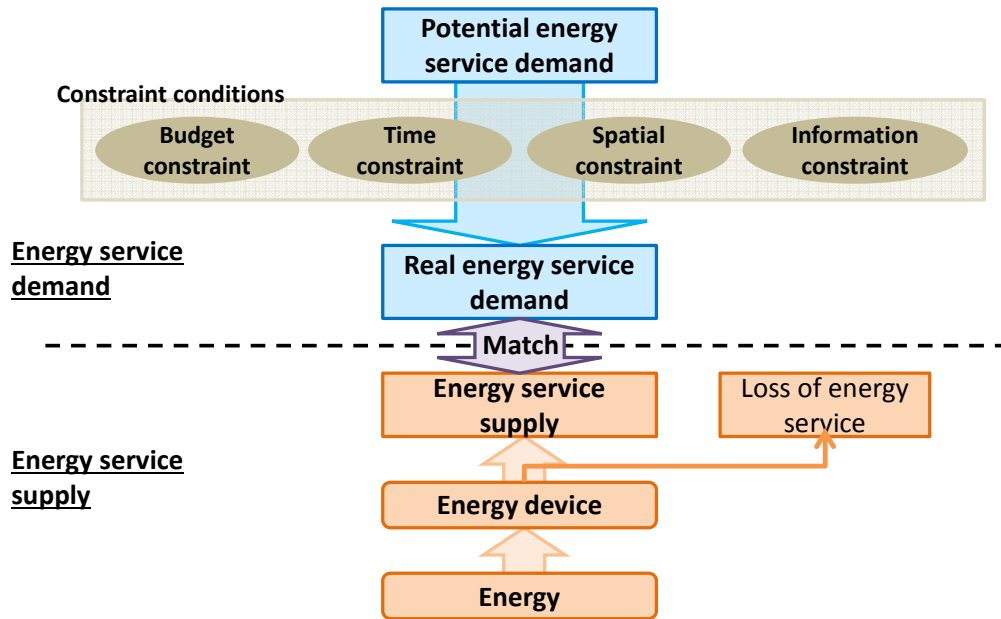 Potential energy
service demand
Constraint conditions
Budget
constraint
Time
constraint
Spatial
constraint
Information
constraint
Energy service
demand
Real energy service
demand
Match
Energy service
supply
Loss of energy
service
Energy service
supply
Energy device
Energy